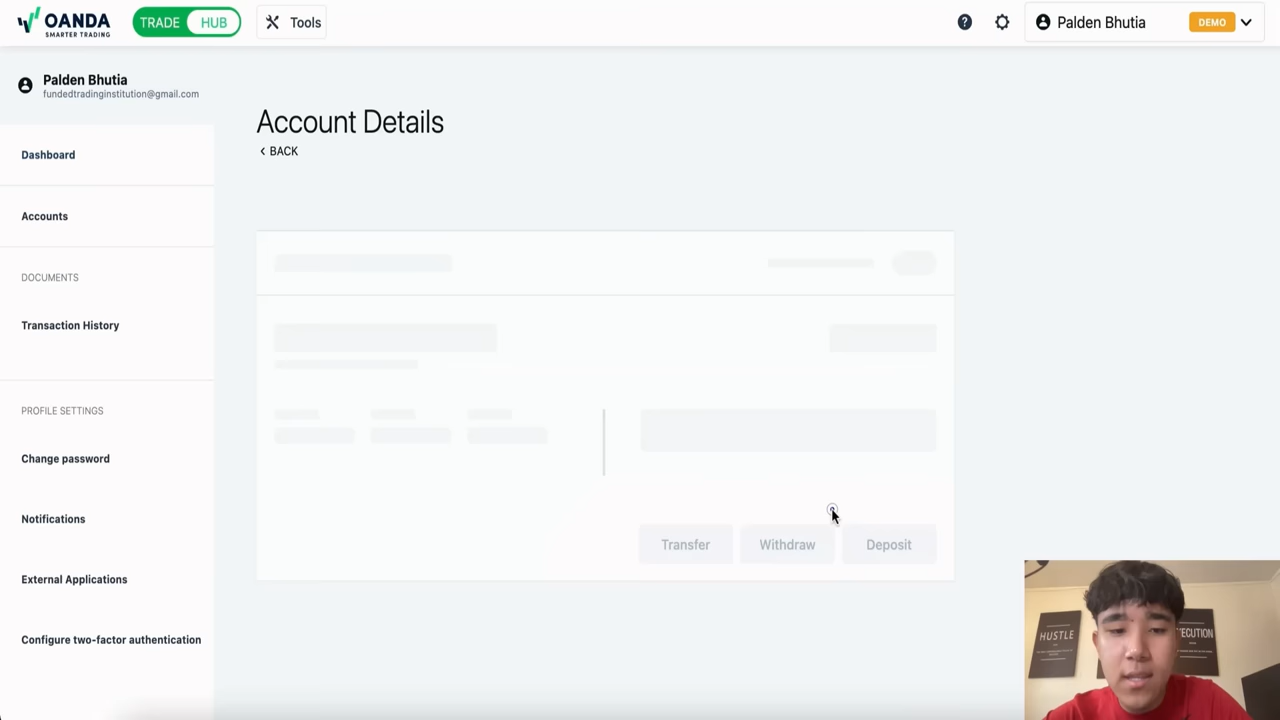 OANDA
SMARTER TRADING
TRADE HUB
Tools
Palden Bhutia
DEMO
Palden Bhutia
fundedtradinginstitution@gmail.com
Dashboard
Accounts
DOCUMENTS
Transaction History
PROFILE SETTINGS
Change password
Notifications
External Applications
Configure two-factor authentication
Account Details
BACK
Transfer Withdraw Deposit
HUSTLE